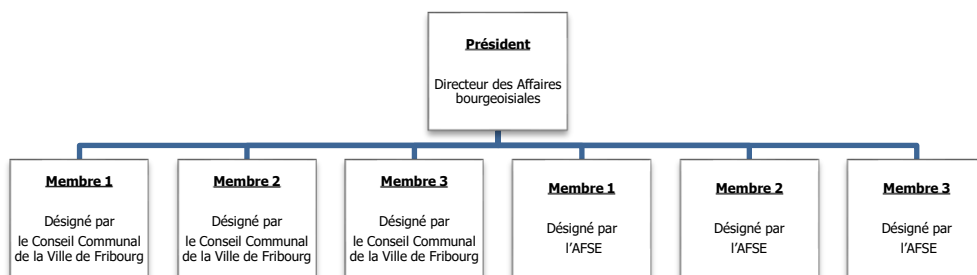 Président
Directeur des Affaires
bourgeoisiales
Membre 1
Désigné par
le Conseil Communal
de la Ville de Fribourg
Membre 2
Désigné par
le Conseil Communal
de la Ville de Fribourg
Membre 3
Désigné par
le Conseil Communal
de la Ville de Fribourg
Membre 1
Désigné par
l'AFSE
Membre 2
Désigné par
l'AFSE
Membre 3
Désigné par
l'AFSE